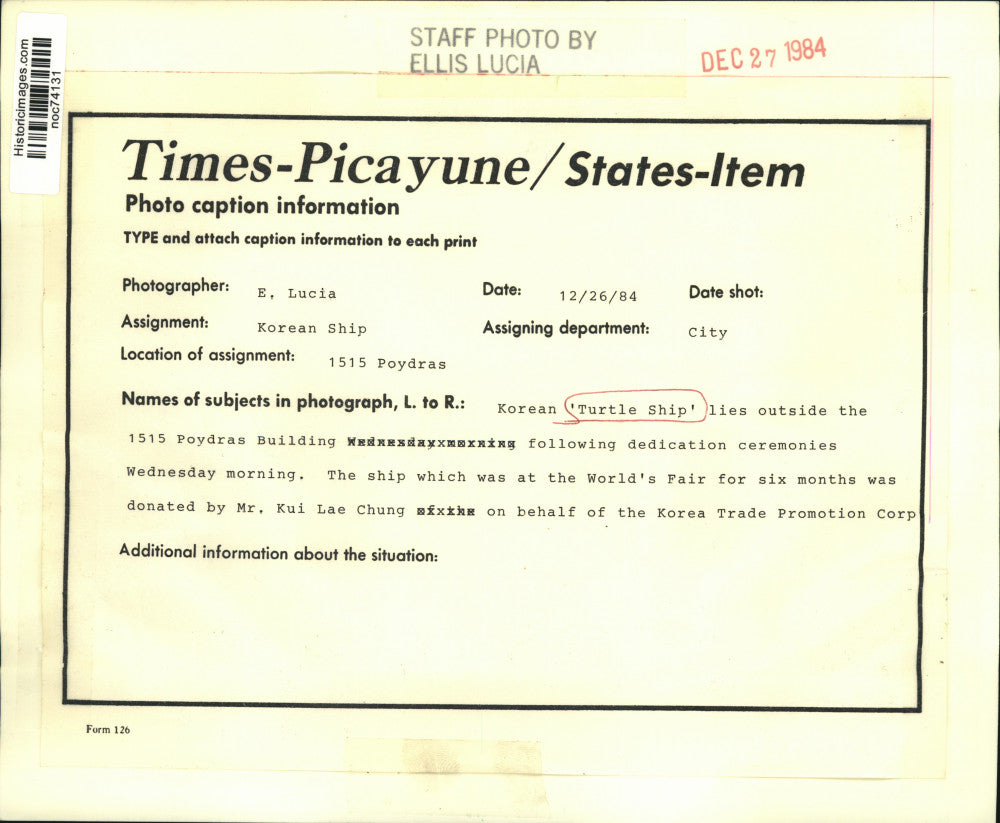 STAFF PHOTO BY
ELLIS LUCIA
DEC 27 1984
Historicimages.com
noc74131
Times-Picayune/States-Item
Photo caption information
TYPE and attach caption information to each print
Photographer: E. Lucia Date: 12/26/84 Date shot:
Assignment: Korean Ship Assigning department: City
Location of assignment: 1515 Poydras
Names of subjects in photograph, L. to R.: Korean 'Turtle Ship' lies outside the
1515 Poydras Building Wednesday morning following dedication ceremonies
Wednesday morning. The ship which was at the World's Fair for six months was
donated by Mr. Kui Lae Chung of the on behalf of the Korea Trade Promotion Corp
Additional information about the situation:
Form 126